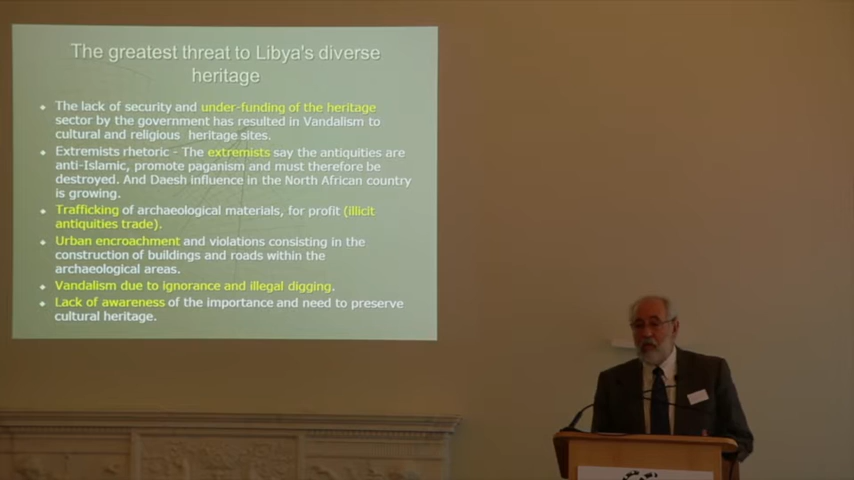 The greatest threat to Libya's diverse
heritage
The lack of security and under-funding of the heritage
sector by the government has resulted in Vandalism to
cultural and religious heritage sites.
Extremists rhetoric - The extremists say the antiquities are
anti-Islamic, promote paganism and must therefore be
destroyed. And Daesh influence in the North African country
is growing.
Trafficking of archaeological materials, for profit (illicit
antiquities trade).
Urban encroachment and violations consisting in the
construction of buildings and roads within the
archaeological areas.
Vandalism due to ignorance and illegal digging.
Lack of awareness of the importance and need to preserve
cultural heritage.